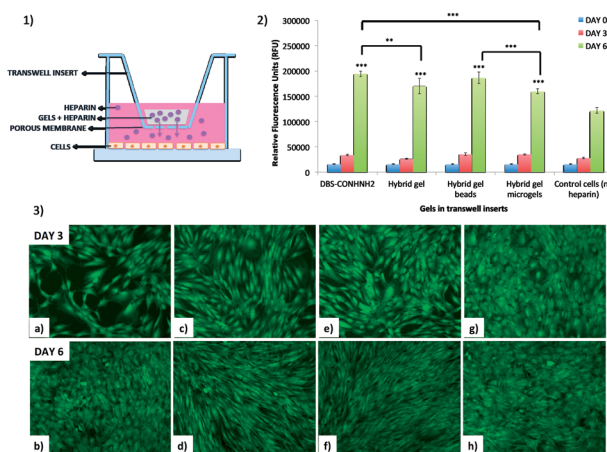 1)
TRANSWELL INSERT
HEPARIN
GELS + HEPARIN
POROUS MEMBRANE
CELLS
2)
Relative Fluorescence Units (RFU)
300000
250000
200000
150000
100000
50000
0
***
**
***
***
***
***
***
DAY 0
DAY 3
DAY 6
DBS-CONHNH2
Hybrid gel
Hybrid gel
beads
Hybrid gel
microgels
Control cells (n
heparin)
Gels in transwell inserts
3)
DAY 3
a)
c)
e)
g)
DAY 6
b)
d)
f)
h)